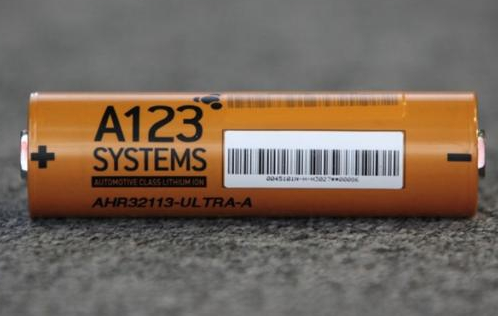 A123
SYSTEMS
AUTOMOTIVE CLASS LITHIUM ION
AHR32113-ULTRA-A
+
-